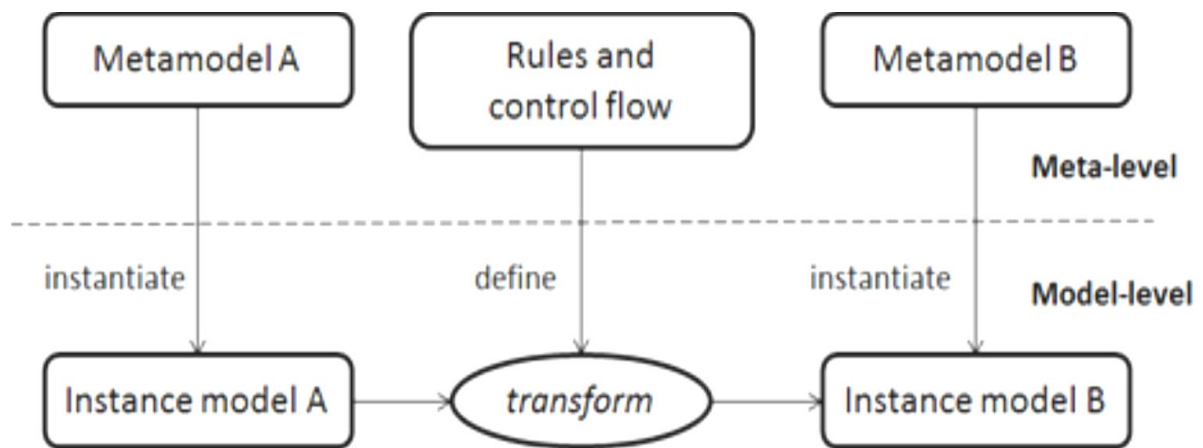 Metamodel A
Rules and
control flow
Metamodel B
Meta-level
instantiate
define
instantiate
Model-level
Instance model A
transform
Instance model B